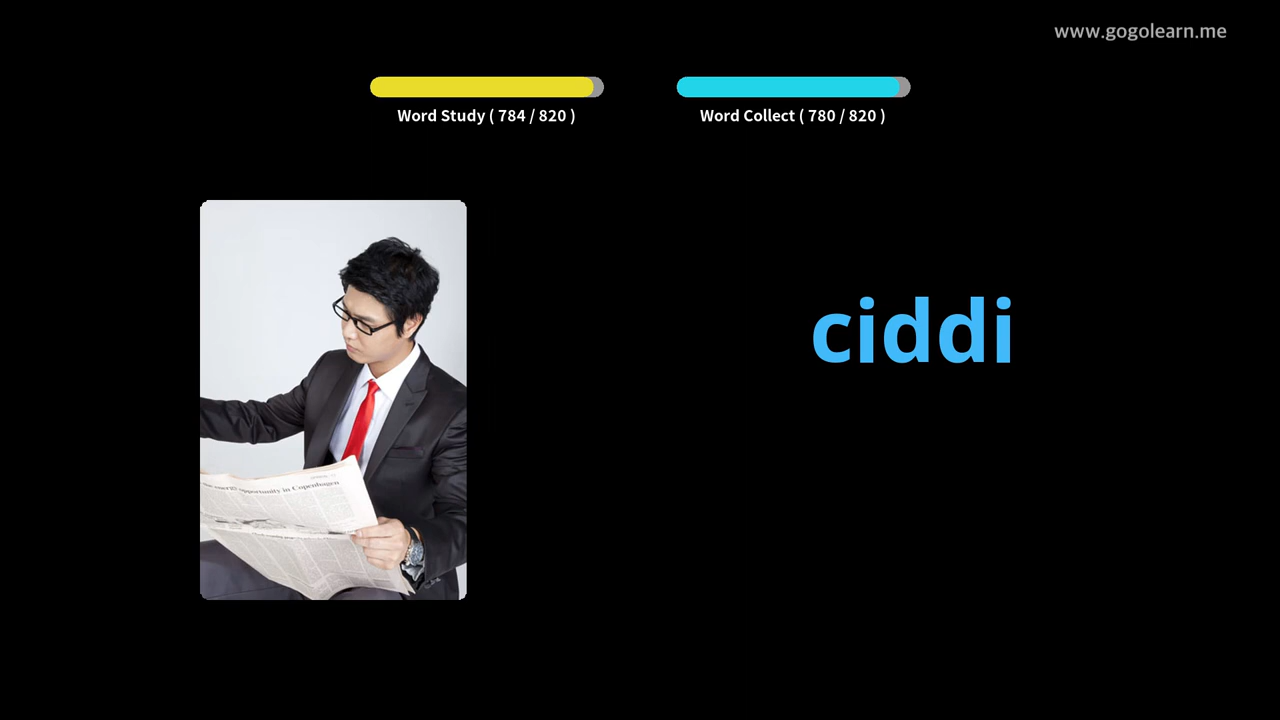 www.gogolearn.me
Word Study ( 784 / 820 )
Word Collect ( 780 / 820 )
ciddi
opportunity in Copenhagen